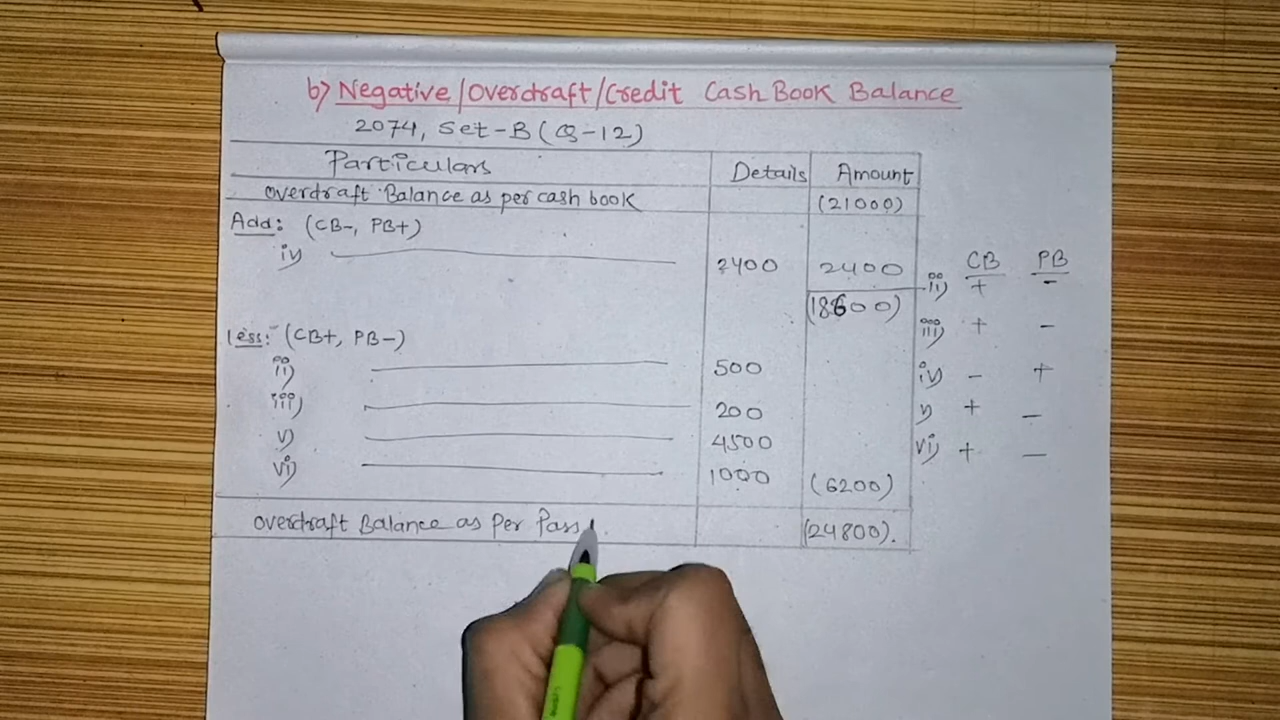 b) Negative/Overdraft/Credit Cash Book Balance
2074, Set-B (Q-12)
Particulars Details Amount
overdraft Balance as per cash book (21000)
Add: (CB-, PB+)
iv) 2400 2400
(18600)
Less: (CB+, PB-)
ii) 500
iii) 200
v) 4500
vi) 1000 (6200)
overdraft Balance as Per Pass (24800).
CB PB
ii) + -
iii) + -
iv) - +
v) + -
vi) + -